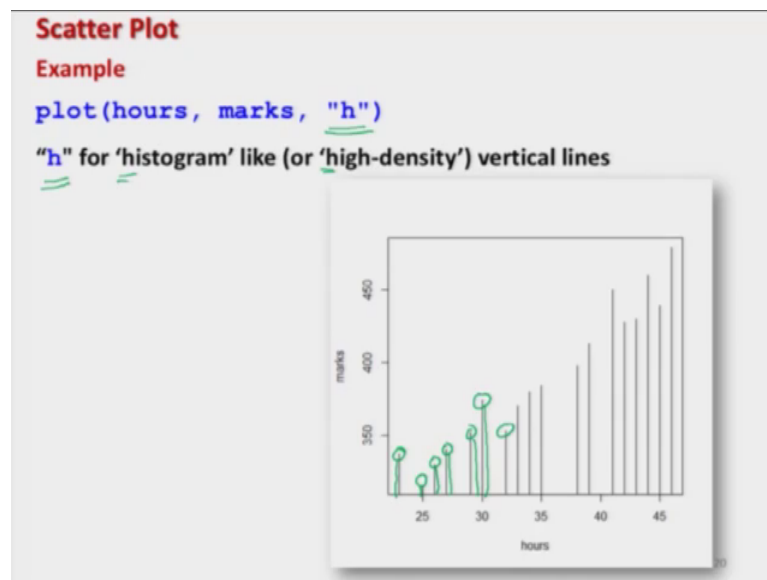 Scatter Plot
Example
plot(hours, marks, "h")
“h" for ‘histogram’ like (or ‘high-density’) vertical lines
450
400
350
marks
25 30 35 40 45
hours
20